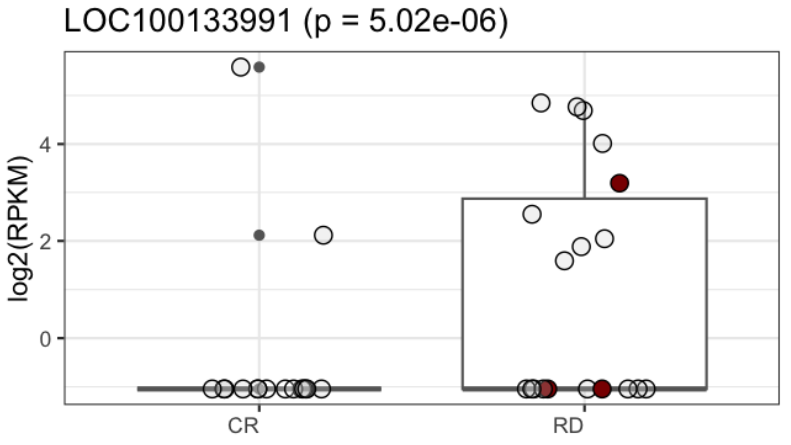 LOC100133991 (p = 5.02e-06)
log2(RPKM)
4
2
0
CR
RD